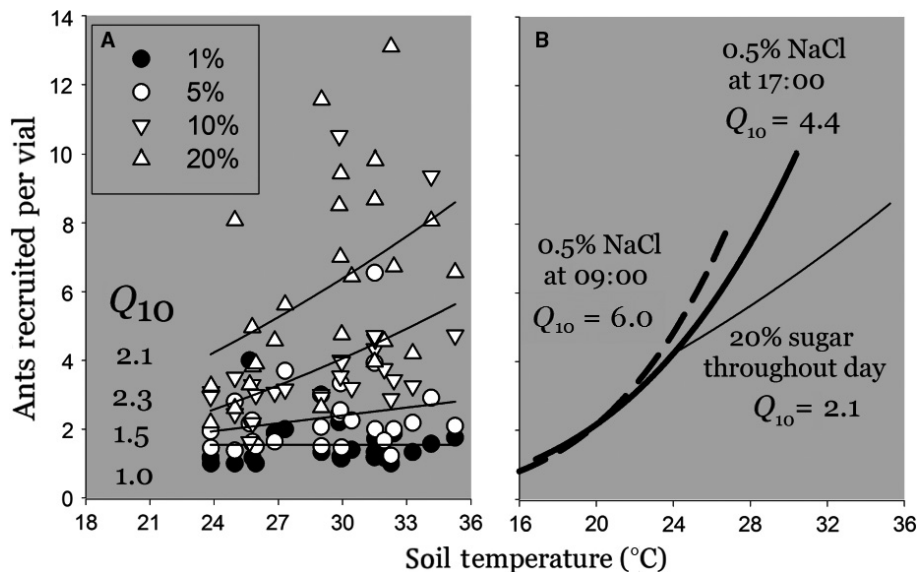 Ants recruited per vial
14
12
10
8
6
4
2
0
A
1%
5%
10%
20%
Q10
2.1
2.3
1.5
1.0
18
21
24
27
30
33
36
B
0.5% NaCl
at 17:00
Q10 = 4.4
0.5% NaCl
at 09:00
Q10 = 6.0
20% sugar
throughout day
Q10 = 2.1
16
20
24
28
32
36
Soil temperature (°C)